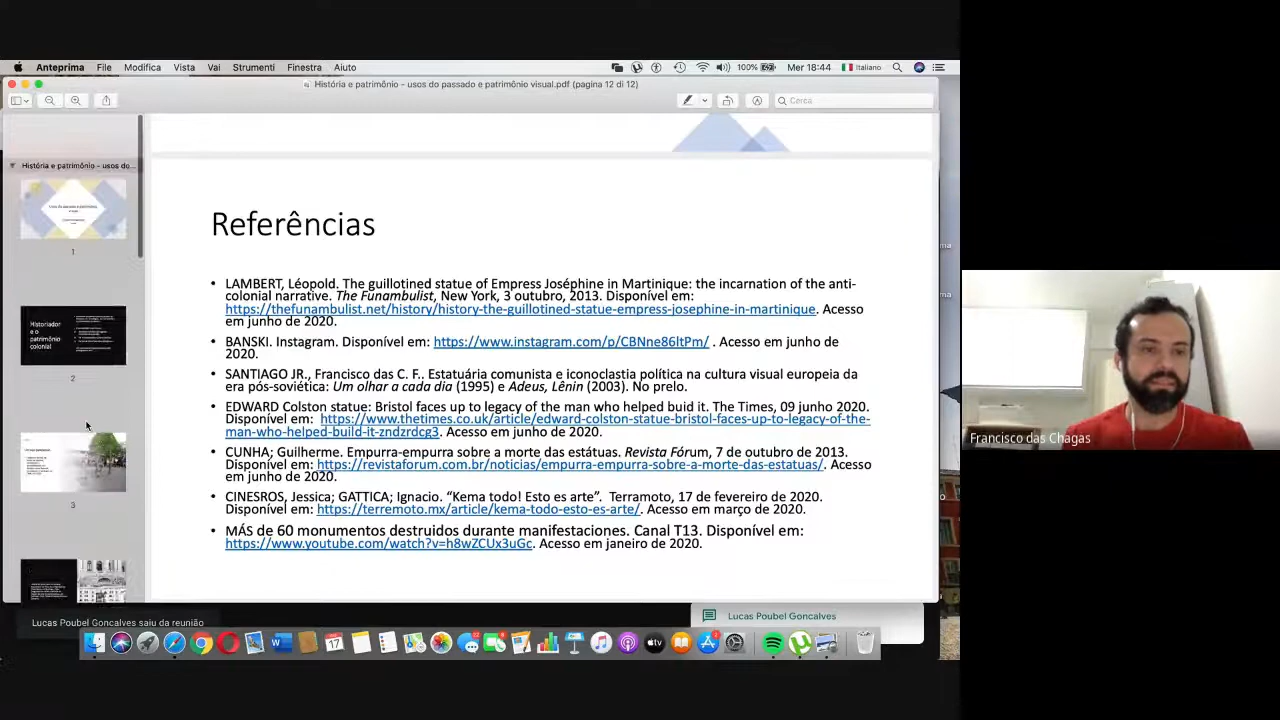 Anteprima File Modifica Vista Vai Strumenti Finestra Aiuto 100% Mer 18:44 Italiano
História e patrimônio - usos do passado e patrimônio visual.pdf (pagina 12 di 12)
Cerca
História e patrimônio - usos do...
1
Historiador
e o
patrimônio
colonial
2
3
Referências
• LAMBERT, Léopold. The guillotined statue of Empress Joséphine in Martinique: the incarnation of the anti-
colonial narrative. The Funambulist, New York, 3 outubro, 2013. Disponível em:
https://thefunambulist.net/history/history-the-guillotined-statue-empress-josephine-in-martinique. Acesso
em junho de 2020.
• BANSKI. Instagram. Disponível em: https://www.instagram.com/p/CBNne86ltPm/ . Acesso em junho de
2020.
• SANTIAGO JR., Francisco das C. F.. Estatuária comunista e iconoclastia política na cultura visual europeia da
era pós-soviética: Um olhar a cada dia (1995) e Adeus, Lênin (2003). No prelo.
• EDWARD Colston statue: Bristol faces up to legacy of the man who helped buid it. The Times, 09 junho 2020.
Disponível em: https://www.thetimes.co.uk/article/edward-colston-statue-bristol-faces-up-to-legacy-of-the-
man-who-helped-build-it-zndzrdcg3. Acesso em junho de 2020.
• CUNHA; Guilherme. Empurra-empurra sobre a morte das estátuas. Revista Fórum, 7 de outubro de 2013.
Disponível em: https://revistaforum.com.br/noticias/empurra-empurra-sobre-a-morte-das-estatuas/. Acesso
em junho de 2020.
• CINESROS, Jessica; GATTICA; Ignacio. “Kema todo! Esto es arte”. Terramoto, 17 de fevereiro de 2020.
Disponível em: https://terremoto.mx/article/kema-todo-esto-es-arte/. Acesso em março de 2020.
• MÁS de 60 monumentos destruidos durante manifestaciones. Canal T13. Disponível em:
https://www.youtube.com/watch?v=h8wZCUx3uGc. Acesso em janeiro de 2020.
Francisco das Chagas
Lucas Poubel Gonçalves saiu da reunião
Lucas Poubel Gonçalves
17
tv